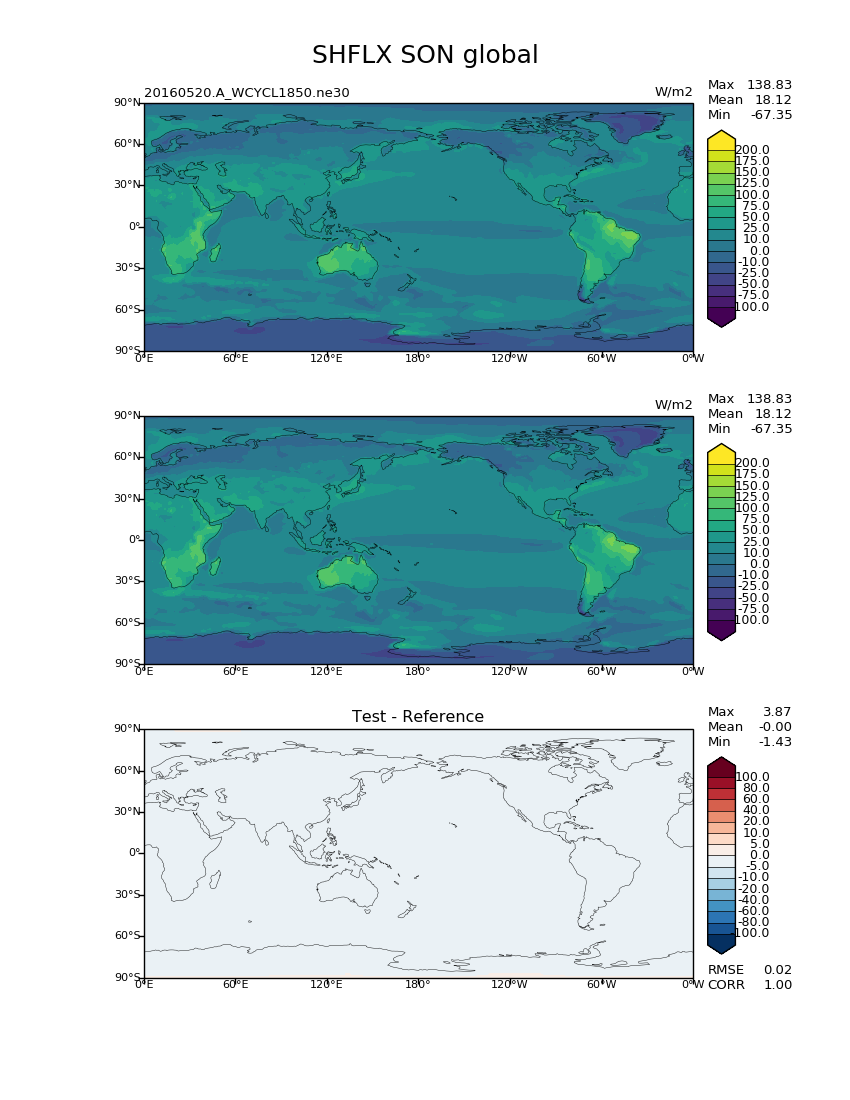 SHFLX SON global
20160520.A_WCYCL1850.ne30
W/m2
Max 138.83
Mean 18.12
Min -67.35
90°N
60°N
30°N
0°
30°S
60°S
90°S
0°E 60°E 120°E 180° 120°W 60°W 0°W
200.0
175.0
150.0
125.0
100.0
75.0
50.0
25.0
10.0
0.0
-10.0
-25.0
-50.0
-75.0
100.0
W/m2
Max 138.83
Mean 18.12
Min -67.35
90°N
60°N
30°N
0°
30°S
60°S
90°S
0°E 60°E 120°E 180° 120°W 60°W 0°W
200.0
175.0
150.0
125.0
100.0
75.0
50.0
25.0
10.0
0.0
-10.0
-25.0
-50.0
-75.0
100.0
Test - Reference
Max 3.87
Mean -0.00
Min -1.43
90°N
60°N
30°N
0°
30°S
60°S
90°S
0°E 60°E 120°E 180° 120°W 60°W 0°W
100.0
80.0
60.0
40.0
20.0
10.0
5.0
0.0
-5.0
-10.0
-20.0
-40.0
-60.0
-80.0
-100.0
RMSE 0.02
CORR 1.00